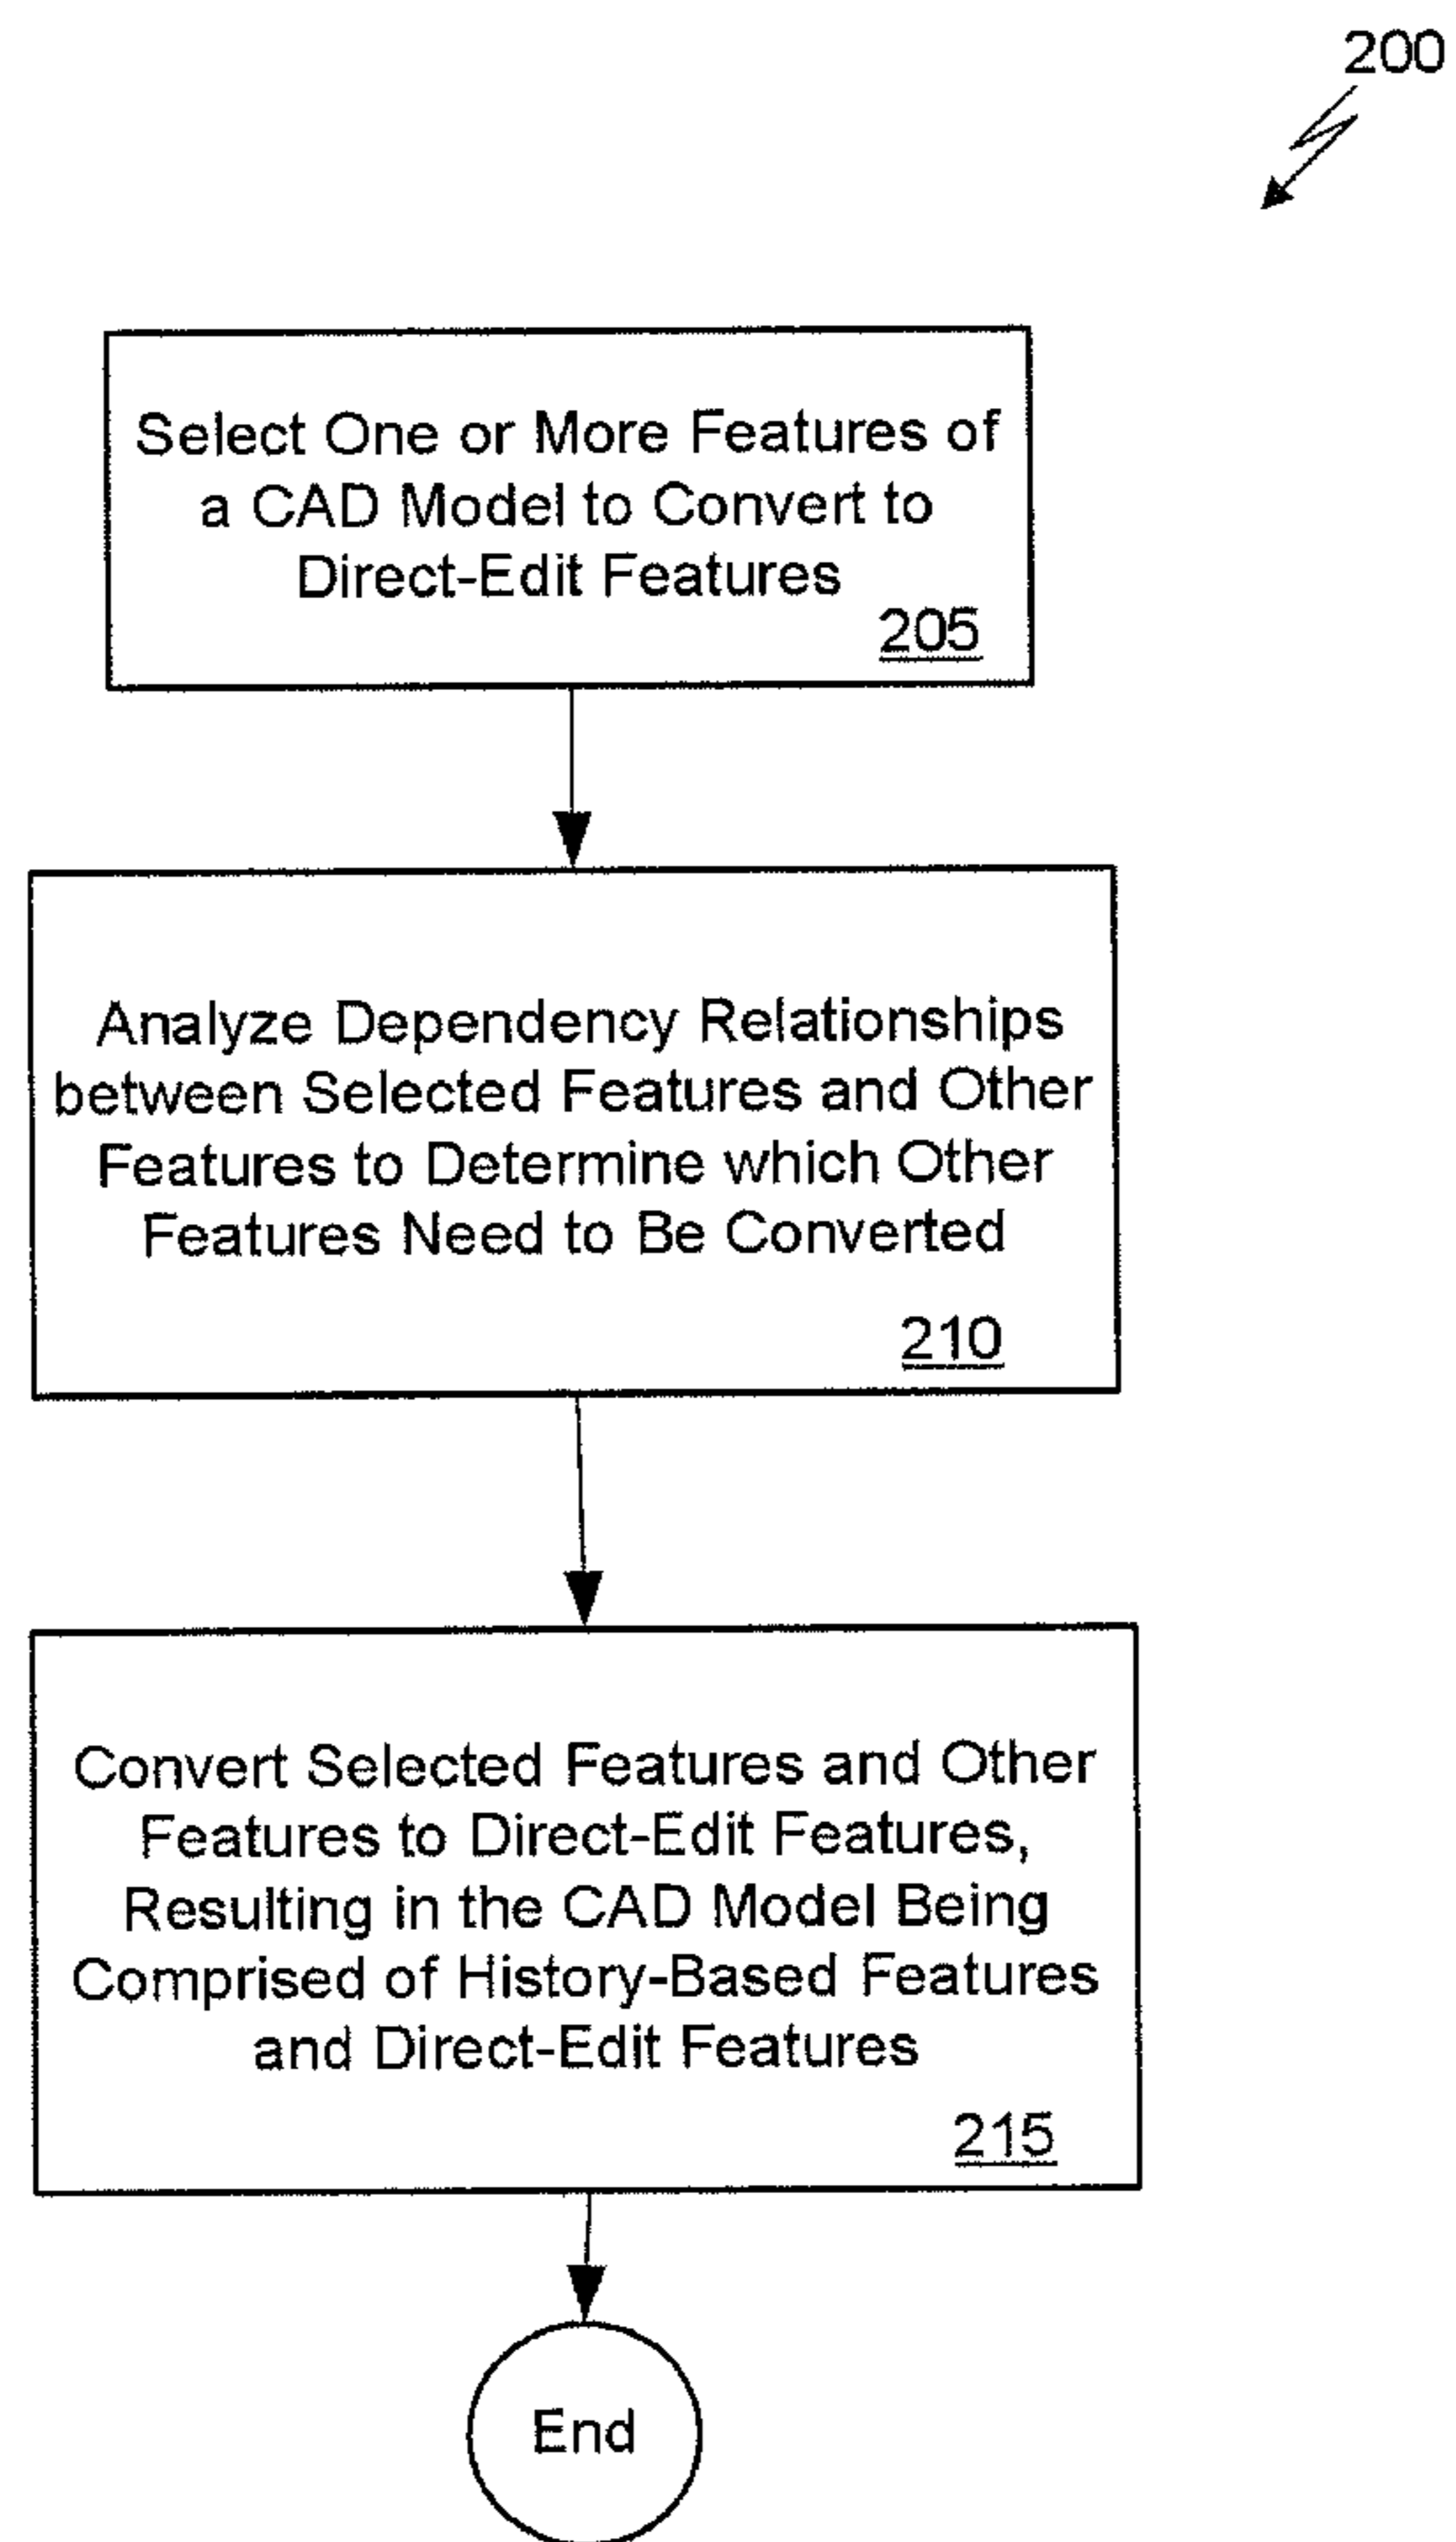 200
Select One or More Features of
a CAD Model to Convert to
Direct-Edit Features
205
Analyze Dependency Relationships
between Selected Features and Other
Features to Determine which Other
Features Need to Be Converted
210
Convert Selected Features and Other
Features to Direct-Edit Features,
Resulting in the CAD Model Being
Comprised of History-Based Features
and Direct-Edit Features
215
End